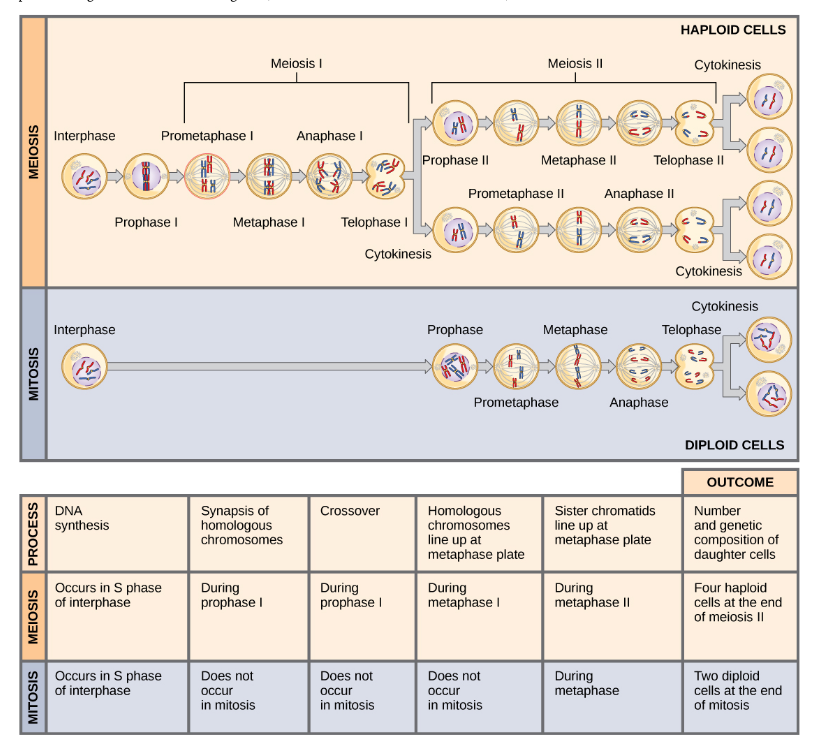 HAPLOID CELLS
MEIOSIS
Meiosis I
Meiosis II
Cytokinesis
Interphase
Prometaphase I
Anaphase I
Prophase II
Metaphase II
Telophase II
Prophase I
Metaphase I
Telophase I
Prometaphase II
Anaphase II
Cytokinesis
Cytokinesis
MITOSIS
Cytokinesis
Interphase
Prophase
Metaphase
Telophase
Prometaphase
Anaphase
DIPLOID CELLS
OUTCOME
PROCESS
DNA
synthesis
Synapsis of
homologous
chromosomes
Crossover
Homologous
chromosomes
line up at
metaphase plate
Sister chromatids
line up at
metaphase plate
Number
and genetic
composition of
daughter cells
MEIOSIS
Occurs in S phase
of interphase
During
prophase I
During
prophase I
During
metaphase I
During
metaphase II
Four haploid
cells at the end
of meiosis II
MITOSIS
Occurs in S phase
of interphase
Does not
occur
in mitosis
Does not
occur
in mitosis
Does not
occur
in mitosis
During
metaphase
Two diploid
cells at the end
of mitosis